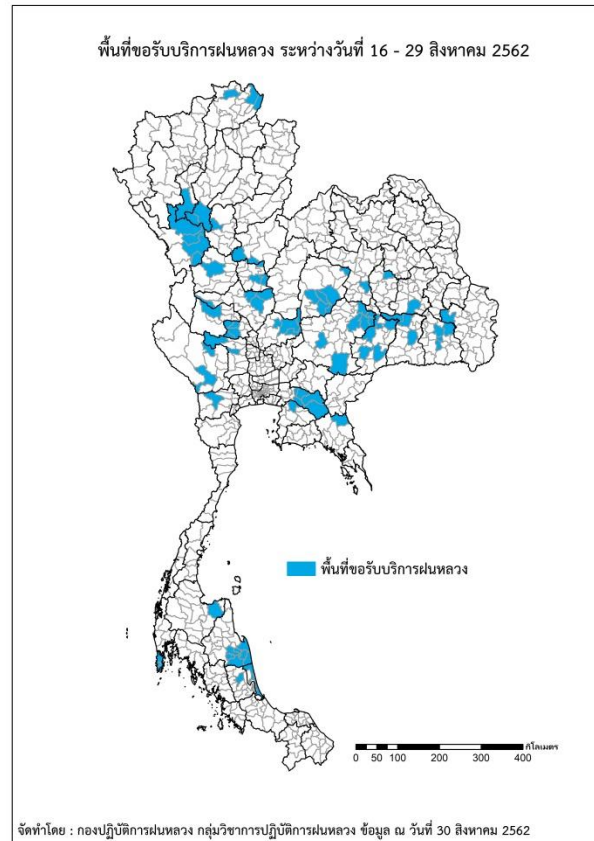 พื้นที่ขอรับบริการฝนหลวง ระหว่างวันที่ 16 - 29 สิงหาคม 2562
พื้นที่ขอรับบริการฝนหลวง
กิโลเมตร
0 50 100 200 300 400
จัดทำโดย : กองปฏิบัติการฝนหลวง กลุ่มวิชาการปฏิบัติการฝนหลวง ข้อมูล ณ วันที่ 30 สิงหาคม 2562